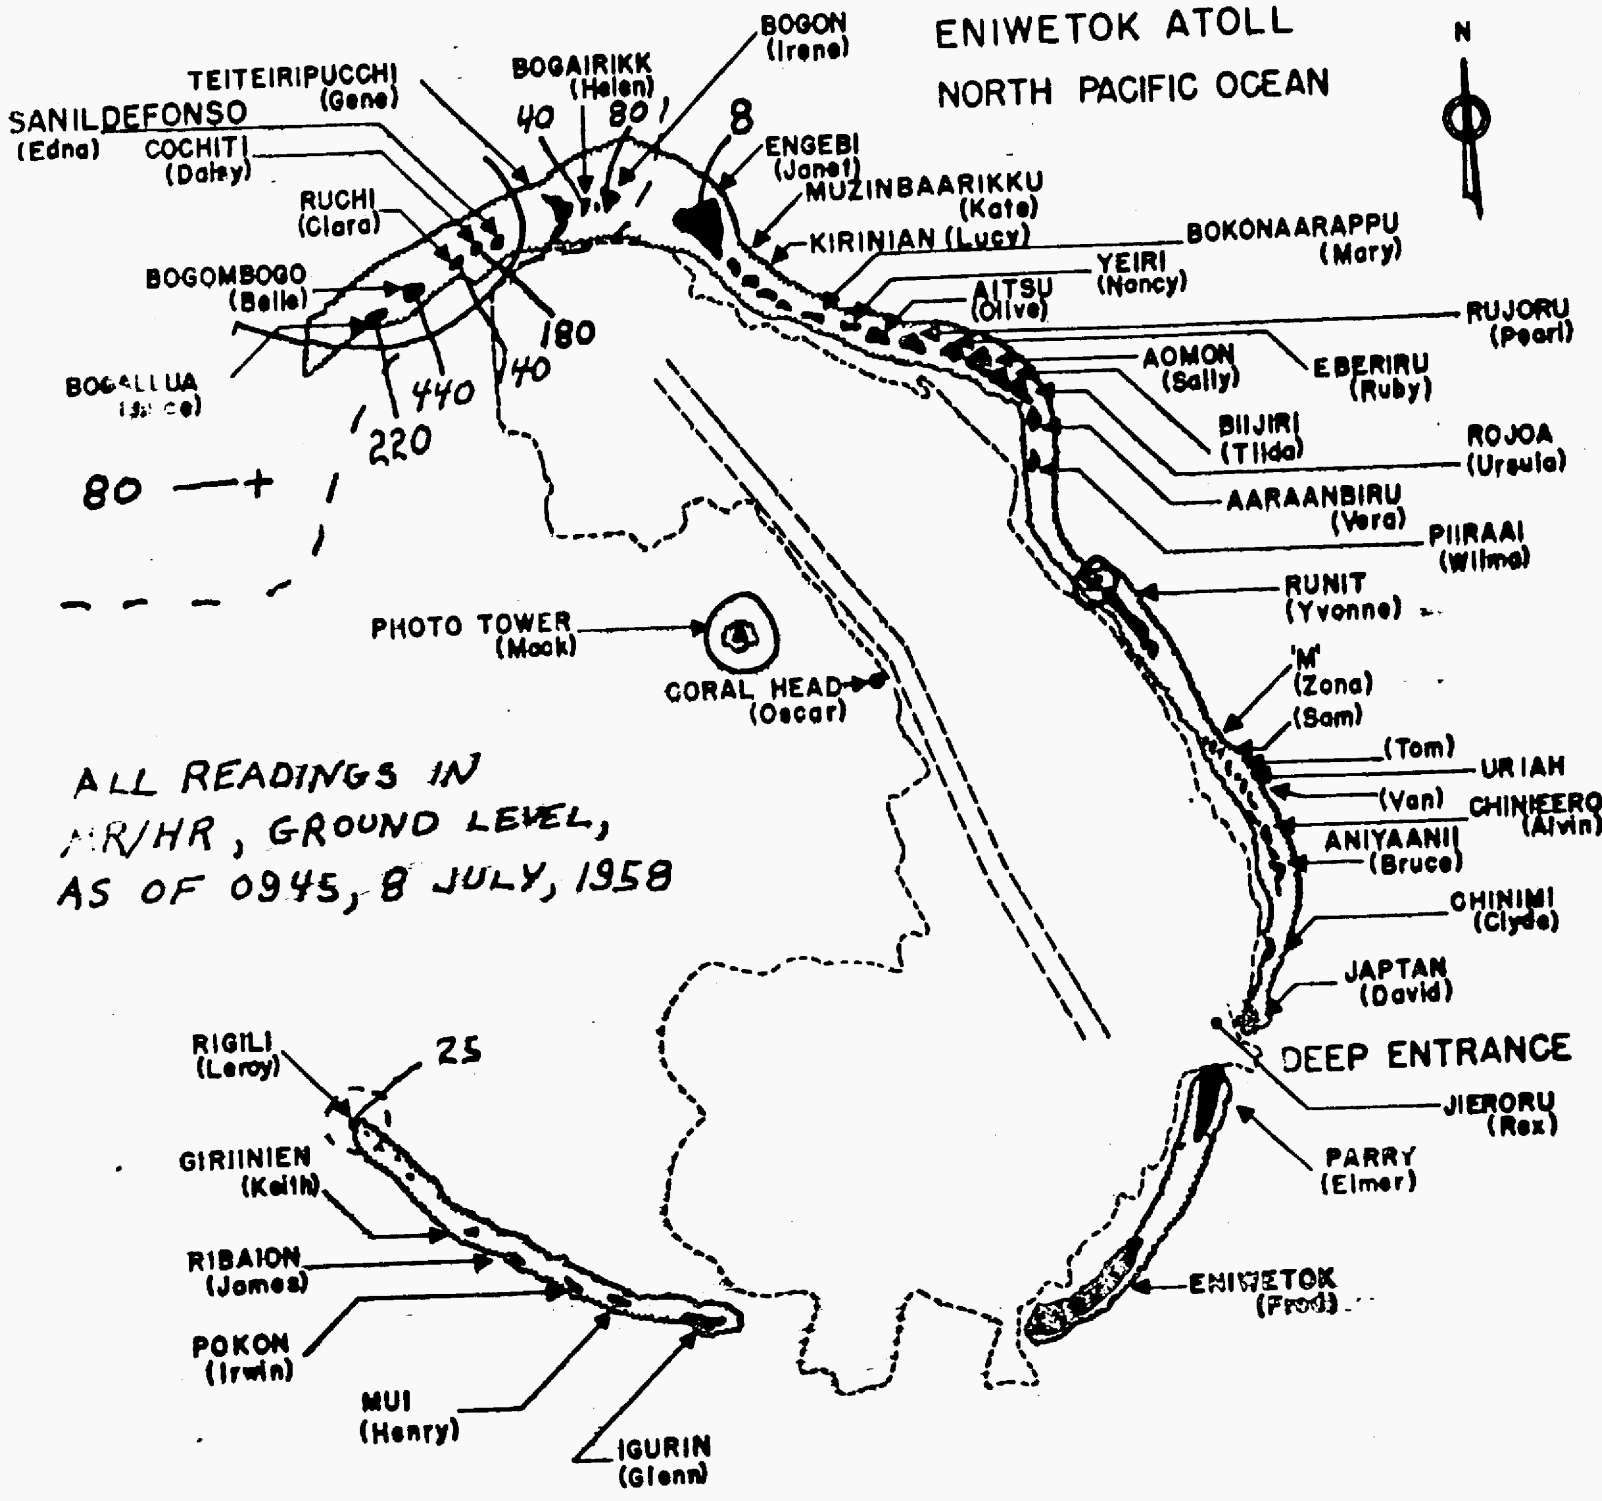 ENIWETOK ATOLL
NORTH PACIFIC OCEAN
N
BOGON
(Irene)
BOGAIRIKK
(Helen)
TEITEIRIPUCCHI
(Gene)
SANILDEFONSO
(Edna)
COCHITI
(Daisy)
RUCHI
(Clara)
BOGOMBOGO
(Belle)
BOGALLUA
40
80
8
ENGEBI
(Janet)
MUZINBAARIKKU
(Kate)
KIRINIAN (Lucy)
BOKONAARAPPU
(Mary)
YEIRI
(Nancy)
AITSU
(Olive)
RUJORU
(Pearl)
EBERIRU
(Ruby)
AOMON
(Sally)
BIIJIRI
(Tilda)
ROJOA
(Ursula)
AARAANBIRU
(Vera)
PIIRAAI
(Wilma)
RUNIT
(Yvonne)
180
40
440
220
80 —+
PHOTO TOWER
(Mack)
CORAL HEAD
(Oscar)
'M'
(Zona)
(Sam)
(Tom)
URIAH
(Van)
CHINIEERO
(Alvin)
ANIYAANII
(Bruce)
CHINIMI
(Clyde)
JAPTAN
(David)
DEEP ENTRANCE
JIERORU
(Rex)
PARRY
(Elmer)
ENIWETOK
(Fred)
ALL READINGS IN
MR/HR, GROUND LEVEL,
AS OF 0945, 8 JULY, 1958
RIGILI
(Leroy)
25
GIRIINIEN
(Keith)
RIBAION
(James)
POKON
(Irwin)
MUI
(Henry)
IGURIN
(Glenn)